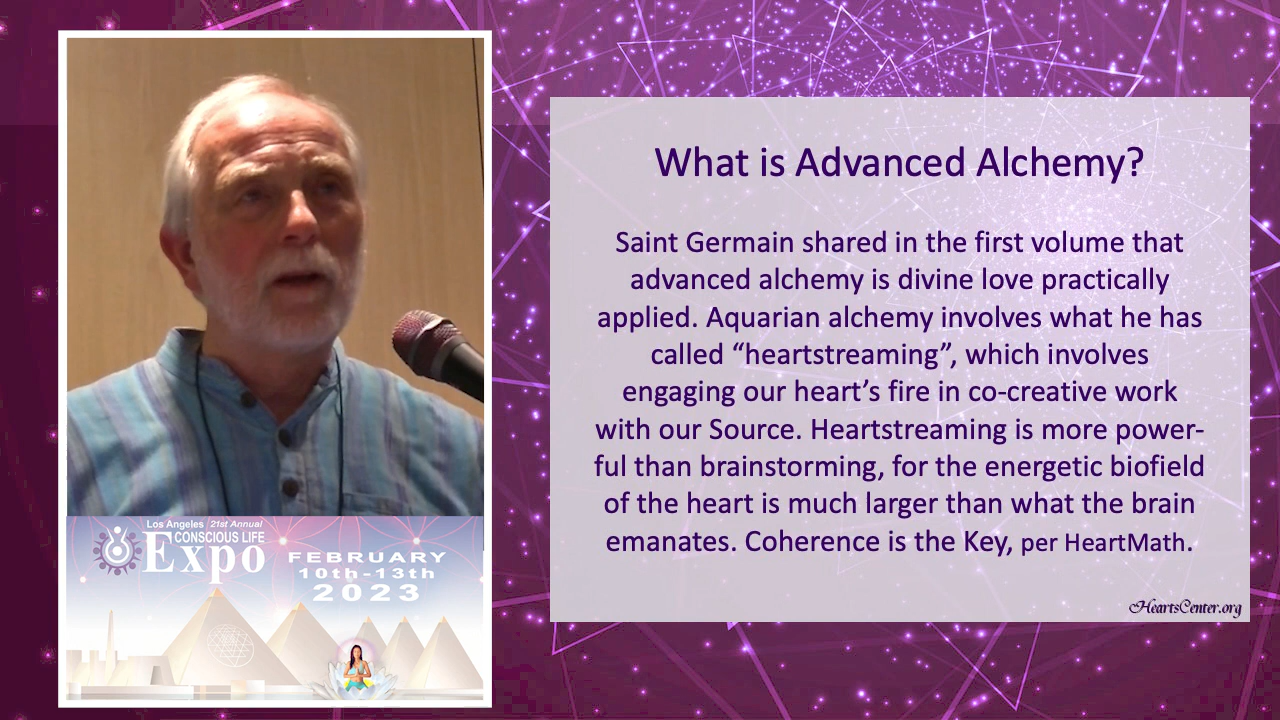 What is Advanced Alchemy?
Saint Germain shared in the first volume that
advanced alchemy is divine love practically
applied. Aquarian alchemy involves what he has
called “heartstreaming”, which involves
engaging our heart’s fire in co-creative work
with our Source. Heartstreaming is more power-
ful than brainstorming, for the energetic biofield
of the heart is much larger than what the brain
emanates. Coherence is the Key, per HeartMath.
HeartsCenter.org
Los Angeles 21st Annual
CONSCIOUS LIFE
Expo
FEBRUARY
10th-13th
2023